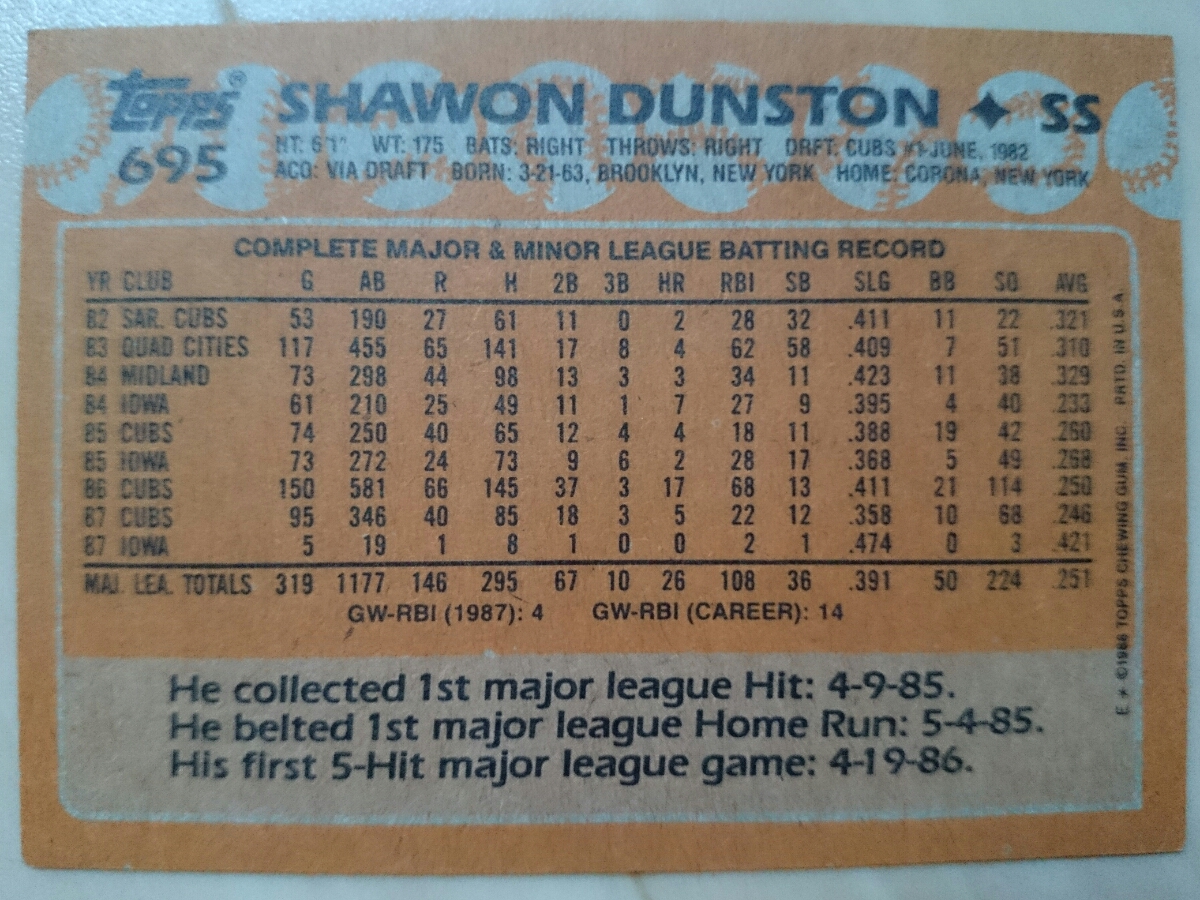 Topps® SHAWON DUNSTON ✦ SS
695 HT: 6'1" WT: 175 BATS: RIGHT THROWS: RIGHT DRFT: CUBS #1-JUNE, 1982
ACQ: VIA DRAFT BORN: 3-21-63, BROOKLYN, NEW YORK HOME: CORONA, NEW YORK
COMPLETE MAJOR & MINOR LEAGUE BATTING RECORD
YR CLUB G AB R H 2B 3B HR RBI SB SLG BB SO AVG
82 SAR. CUBS 53 190 27 61 11 0 2 28 32 .411 11 22 .321
83 QUAD CITIES 117 455 65 141 17 8 4 62 58 .409 7 51 .310
84 MIDLAND 73 298 44 98 13 3 3 34 11 .423 11 38 .329
84 IOWA 61 210 25 49 11 1 7 27 9 .395 4 40 .233
85 CUBS 74 250 40 65 12 4 4 18 11 .388 19 42 .260
85 IOWA 73 272 24 73 9 6 2 28 17 .368 5 49 .268
86 CUBS 150 581 66 145 37 3 17 68 13 .411 21 114 .250
87 CUBS 95 346 40 85 18 3 5 22 12 .358 10 68 .246
87 IOWA 5 19 1 8 1 0 0 2 1 .474 0 3 .421
MAJ. LEA. TOTALS 319 1177 146 295 67 10 26 108 36 .391 50 224 .251
GW-RBI (1987): 4 GW-RBI (CAREER): 14
He collected 1st major league Hit: 4-9-85.
He belted 1st major league Home Run: 5-4-85.
His first 5-Hit major league game: 4-19-86.
E * ©1988 TOPPS CHEWING GUM, INC. PRTD. IN U.S.A.